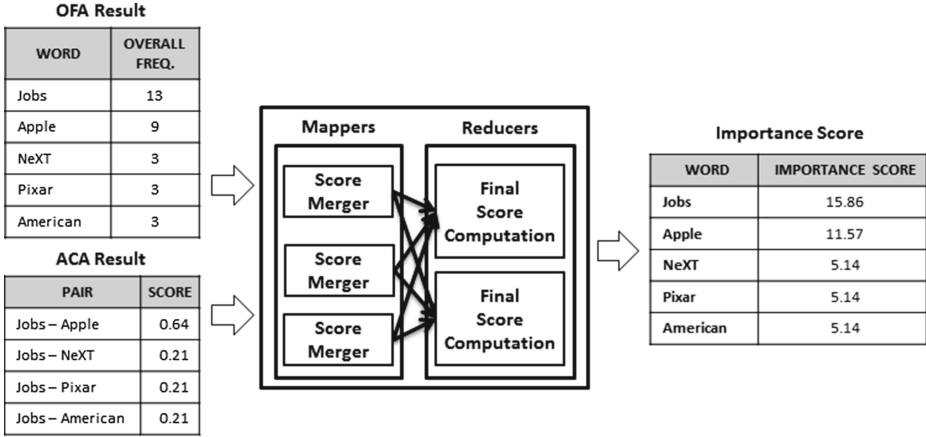 OFA Result
WORD OVERALL FREQ.
Jobs 13
Apple 9
NeXT 3
Pixar 3
American 3
ACA Result
PAIR SCORE
Jobs – Apple 0.64
Jobs – NeXT 0.21
Jobs – Pixar 0.21
Jobs – American 0.21
Mappers
Score
Merger
Score
Merger
Score
Merger
Reducers
Final
Score
Computation
Final
Score
Computation
Importance Score
WORD IMPORTANCE SCORE
Jobs 15.86
Apple 11.57
NeXT 5.14
Pixar 5.14
American 5.14